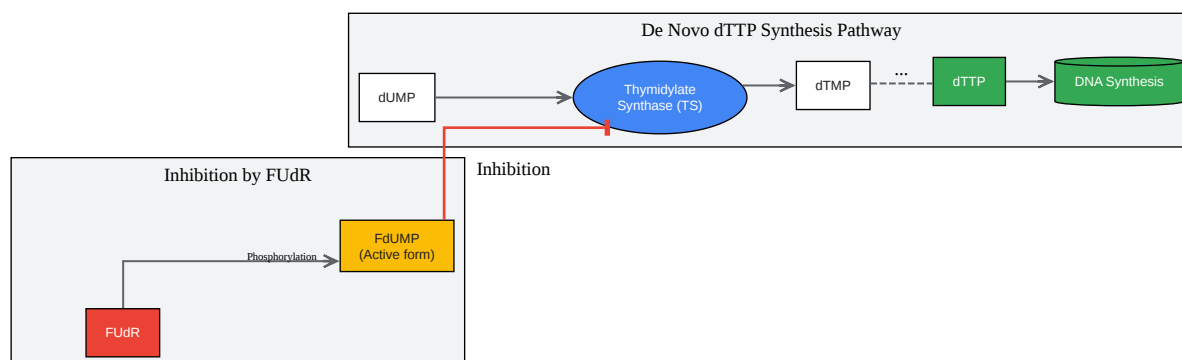 De Novo dTTP Synthesis Pathway
dUMP
Thymidylate
Synthase (TS)
dTMP
...
dTTP
DNA Synthesis
Inhibition by FUdR
Inhibition
FdUMP
(Active form)
Phosphorylation
FUdR